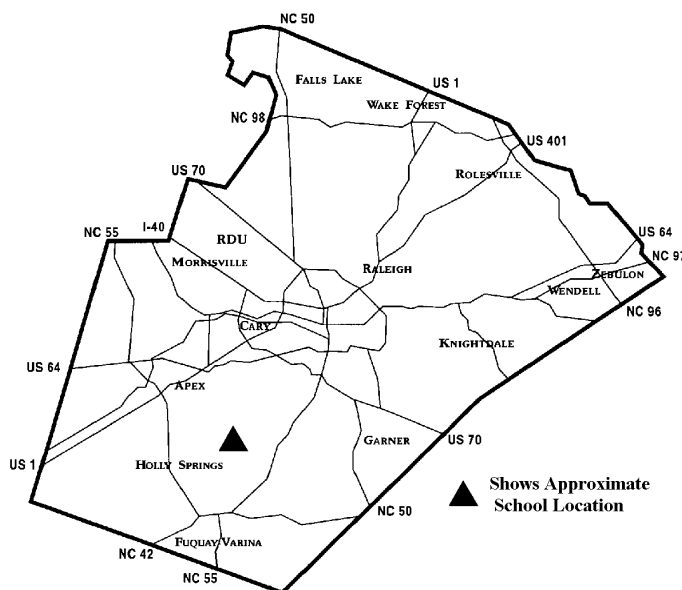 NC 50
FALLS LAKE
US 1
WAKE FOREST
NC 98
US 401
ROLESVILLE
US 70
I-40
NC 55
RDU
MORRISVILLE
RALEIGH
US 64
NC 97
ZEBULON
WENDELL
NC 96
CARY
KNIGHTDALE
US 64
APEX
GARNER
US 70
HOLLY SPRINGS
US 1
Shows Approximate
School Location
NC 50
FUQUAY-VARINA
NC 42
NC 55